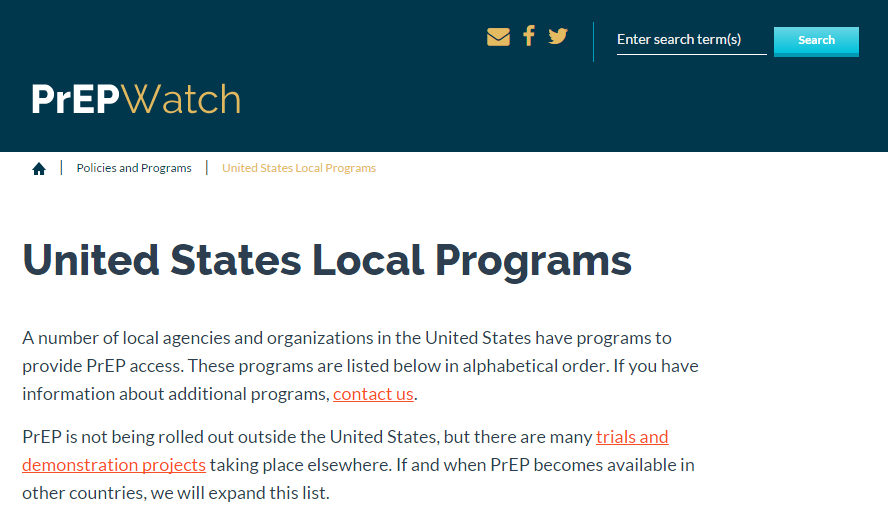 Enter search term(s)
Search
PrEPWatch
Policies and Programs | United States Local Programs
United States Local Programs
A number of local agencies and organizations in the United States have programs to
provide PrEP access. These programs are listed below in alphabetical order. If you have
information about additional programs, contact us.
PrEP is not being rolled out outside the United States, but there are many trials and
demonstration projects taking place elsewhere. If and when PrEP becomes available in
other countries, we will expand this list.